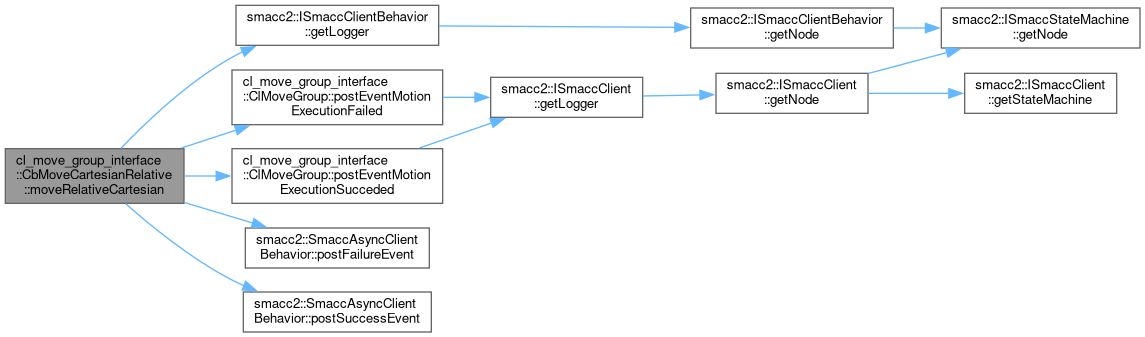 cl_move_group_interface
::CbMoveCartesianRelative
::moveRelativeCartesian
smacc2::ISmaccClientBehavior
::getLogger
cl_move_group_interface
::ClMoveGroup::postEventMotion
ExecutionFailed
cl_move_group_interface
::ClMoveGroup::postEventMotion
ExecutionSucceded
smacc2::SmaccAsyncClient
Behavior::postFailureEvent
smacc2::SmaccAsyncClient
Behavior::postSuccessEvent
smacc2::ISmaccClient
::getLogger
smacc2::ISmaccClientBehavior
::getNode
smacc2::ISmaccClient
::getNode
smacc2::ISmaccStateMachine
::getNode
smacc2::ISmaccClient
::getStateMachine